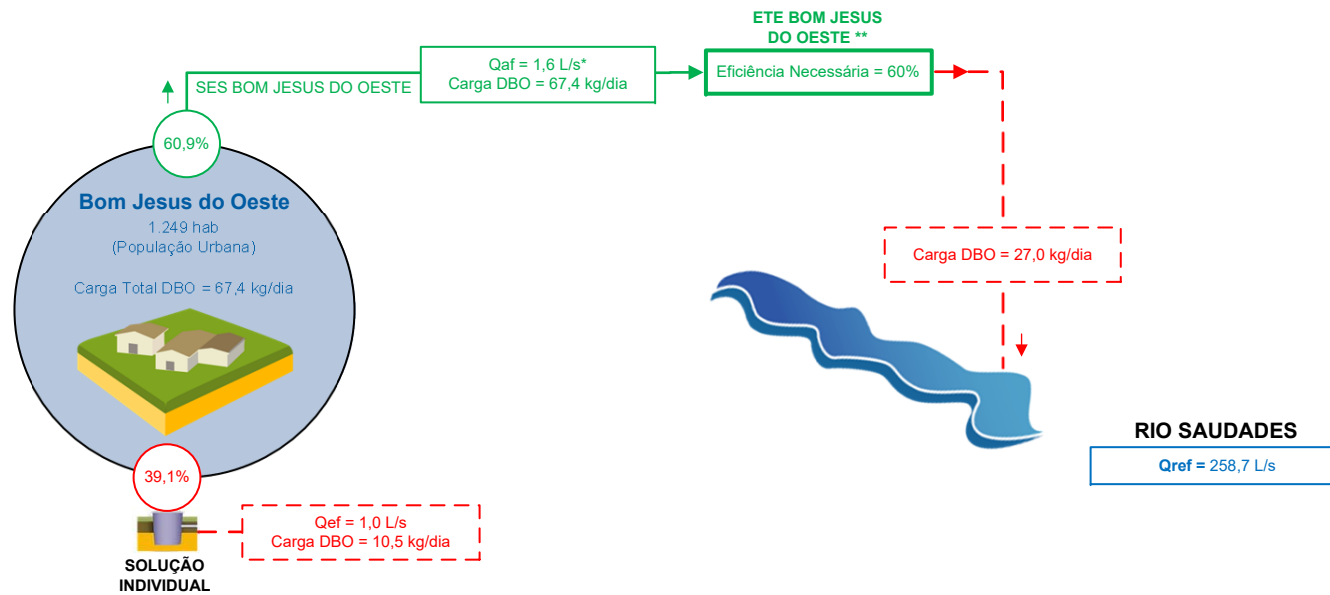 ETE BOM JESUS
DO OESTE **
Qaf = 1,6 L/s*
Carga DBO = 67,4 kg/dia
Eficiência Necessária = 60%
SES BOM JESUS DO OESTE
60,9%
Bom Jesus do Oeste
1.249 hab
(População Urbana)
Carga Total DBO = 67,4 kg/dia
Carga DBO = 27,0 kg/dia
RIO SAUDADES
Qref = 258,7 L/s
39,1%
Qef = 1,0 L/s
Carga DBO = 10,5 kg/dia
SOLUÇÃO
INDIVIDUAL